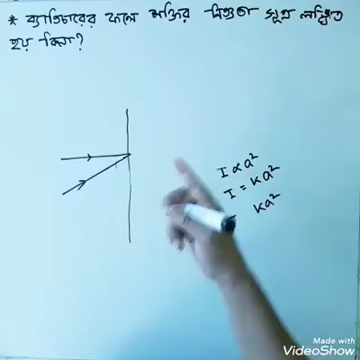 * ব্যতিচারের ফলে শক্তির নিত্যতা সূত্র লঙ্ঘিত
হয় কিনা?
I ∝ a²
I = Ka²
Ka²
Made with
VideoShow